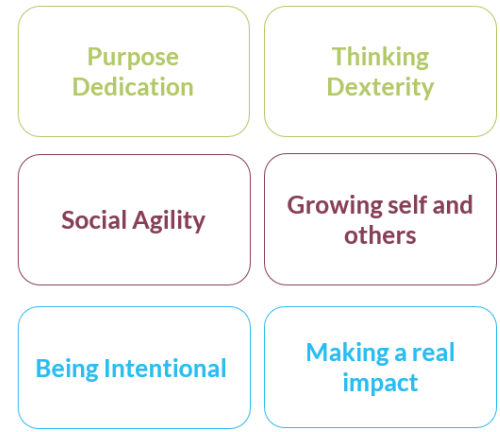 Purpose
Dedication
Thinking
Dexterity
Social Agility
Growing self and
others
Being Intentional
Making a real
impact